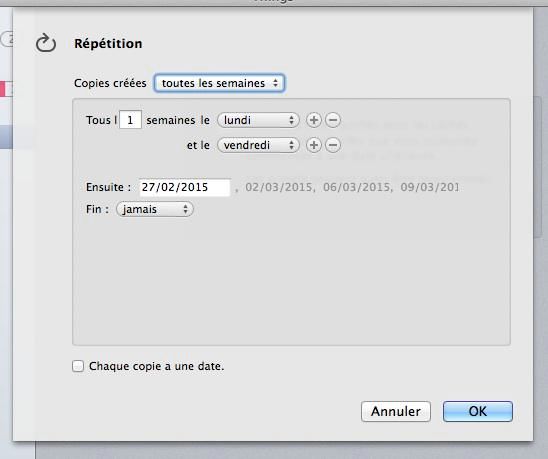 Things
Répétition
Copies créées toutes les semaines
Tous l 1 semaines le lundi
et le vendredi
Ensuite : 27/02/2015 , 02/03/2015, 06/03/2015, 09/03/201
Fin : jamais
Chaque copie a une date.
Annuler OK